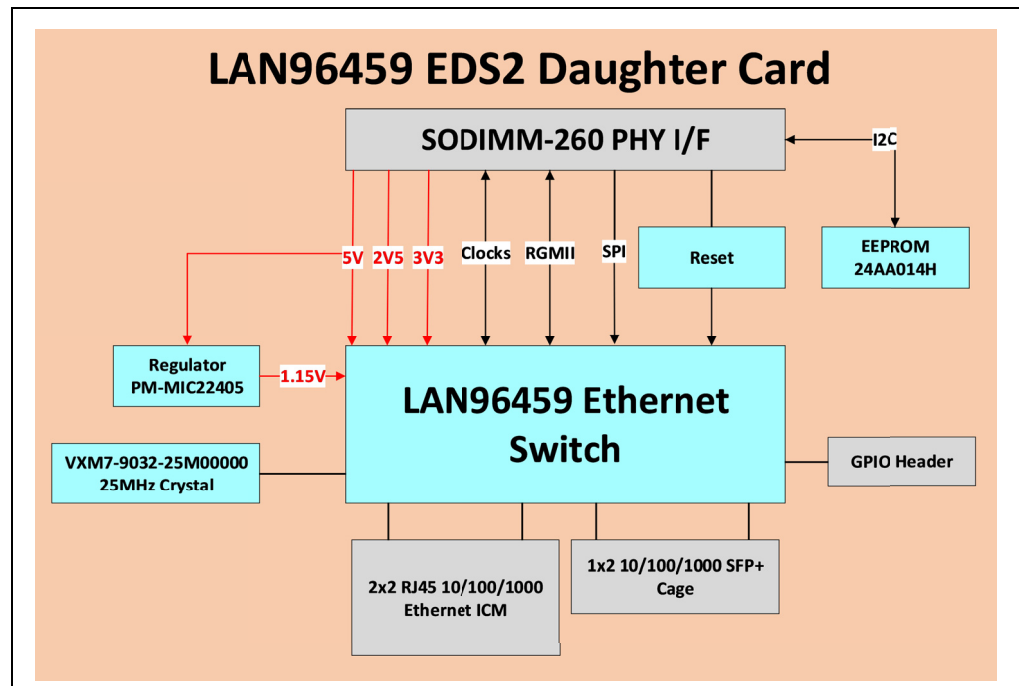 LAN96459 EDS2 Daughter Card
SODIMM-260 PHY I/F
I2C
5V
2V5
3V3
Clocks
RGMII
SPI
Reset
EEPROM
24AA014H
Regulator
PM-MIC22405
1.15V
LAN96459 Ethernet
Switch
VXM7-9032-25M00000
25MHz Crystal
GPIO Header
2x2 RJ45 10/100/1000
Ethernet ICM
1x2 10/100/1000 SFP+
Cage